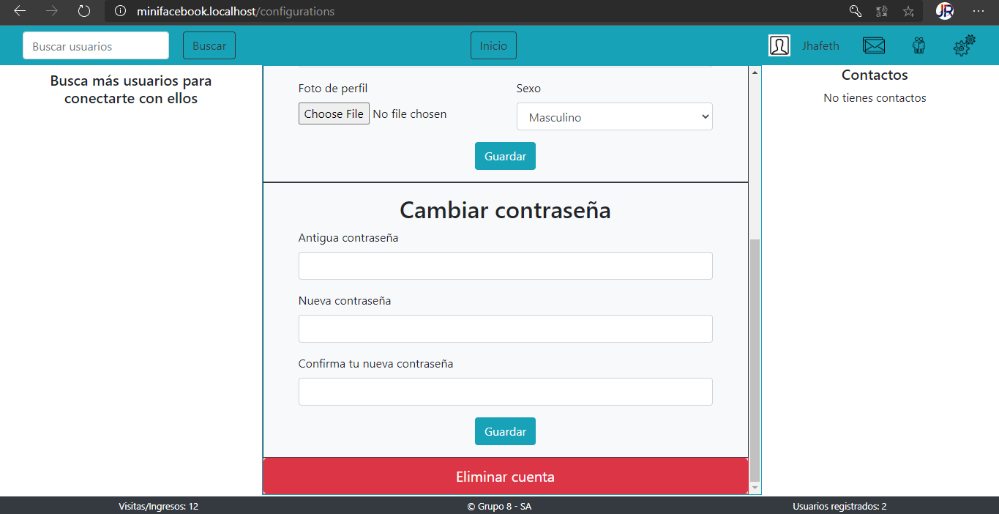 minifacebook.localhost/configurations
JR
Buscar usuarios
Buscar
Inicio
Jhafeth
Busca más usuarios para
conectarte con ellos
Foto de perfil
Sexo
Choose File No file chosen
Masculino
Guardar
Cambiar contraseña
Antigua contraseña
Nueva contraseña
Confirma tu nueva contraseña
Guardar
Eliminar cuenta
Contactos
No tienes contactos
Visitas/Ingresos: 12
© Grupo 8 - SA
Usuarios registrados: 2